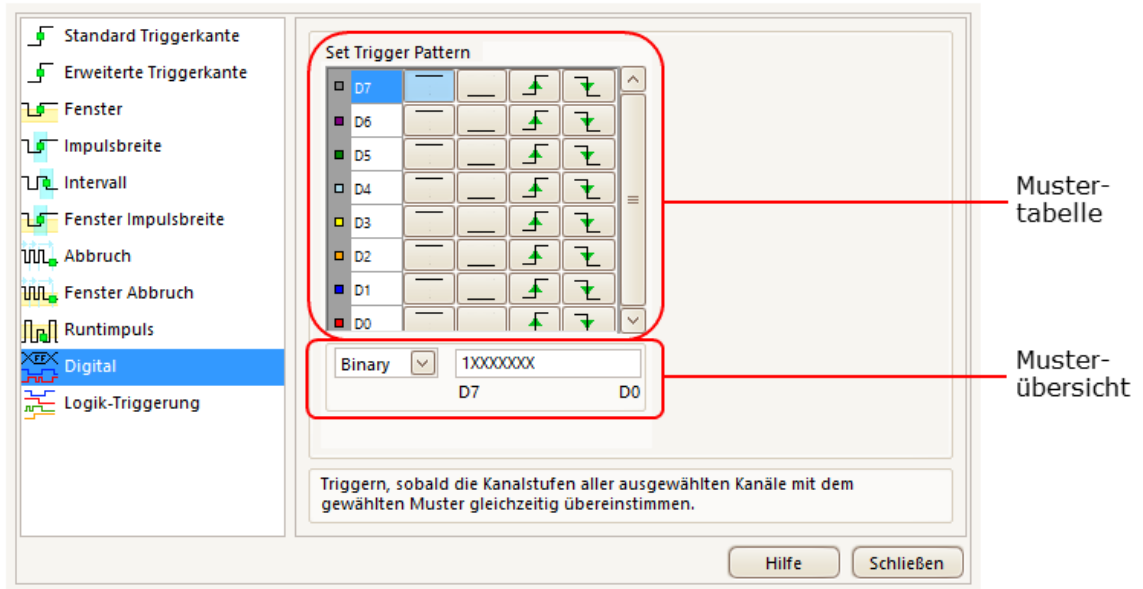 Standard Triggerkante
Erweiterte Triggerkante
Fenster
Impulsbreite
Intervall
Fenster Impulsbreite
Abbruch
Fenster Abbruch
Runtimpuls
Digital
Logik-Triggerung
Set Trigger Pattern
D7
D6
D5
D4
D3
D2
D1
D0
Binary
1XXXXXXX
D7 D0
Triggern, sobald die Kanalstufen aller ausgewählten Kanäle mit dem
gewählten Muster gleichzeitig übereinstimmen.
Hilfe
Schließen
Muster-
tabelle
Muster-
übersicht